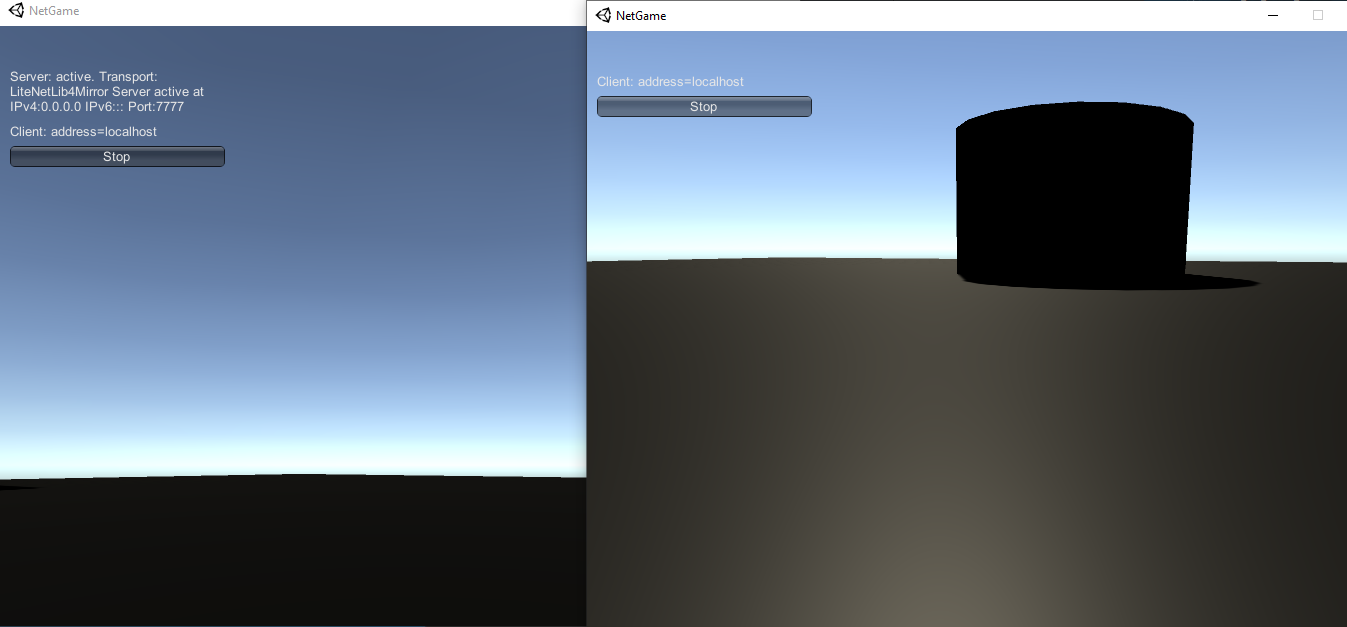 NetGame
Server: active. Transport:
LiteNetLib4Mirror Server active at
IPv4:0.0.0.0 IPv6::: Port:7777
Client: address=localhost
Stop
NetGame
Client: address=localhost
Stop